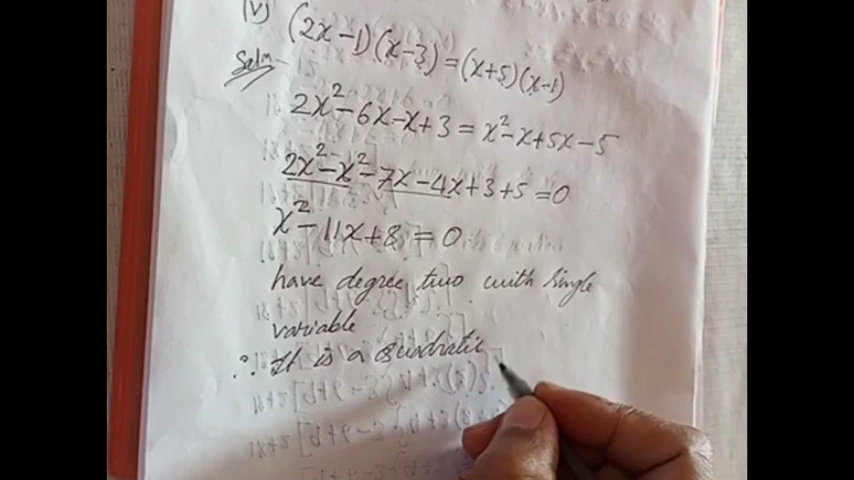 (v) (2x-1)(x-3)=(x+5)(x-1)
Soln-
2x²-6x-x+3=x²-x+5x-5
2x²-x²-7x-4x+3+5=0
x²-11x+8=0
have degree two with single
variable
∴ It is a quadratic